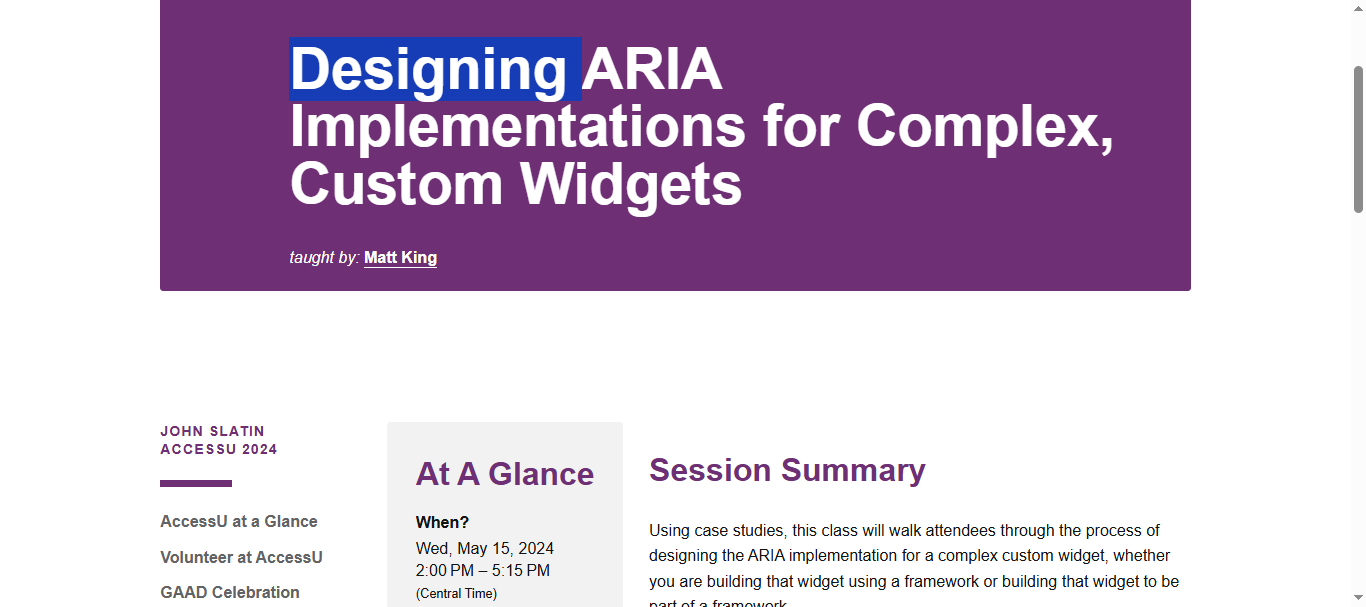 Designing ARIA
Implementations for Complex,
Custom Widgets
taught by: Matt King
JOHN SLATIN
ACCESSU 2024
AccessU at a Glance
Volunteer at AccessU
GAAD Celebration
At A Glance
When?
Wed, May 15, 2024
2:00 PM – 5:15 PM
(Central Time)
Session Summary
Using case studies, this class will walk attendees through the process of
designing the ARIA implementation for a complex custom widget, whether
you are building that widget using a framework or building that widget to be
part of a framework.